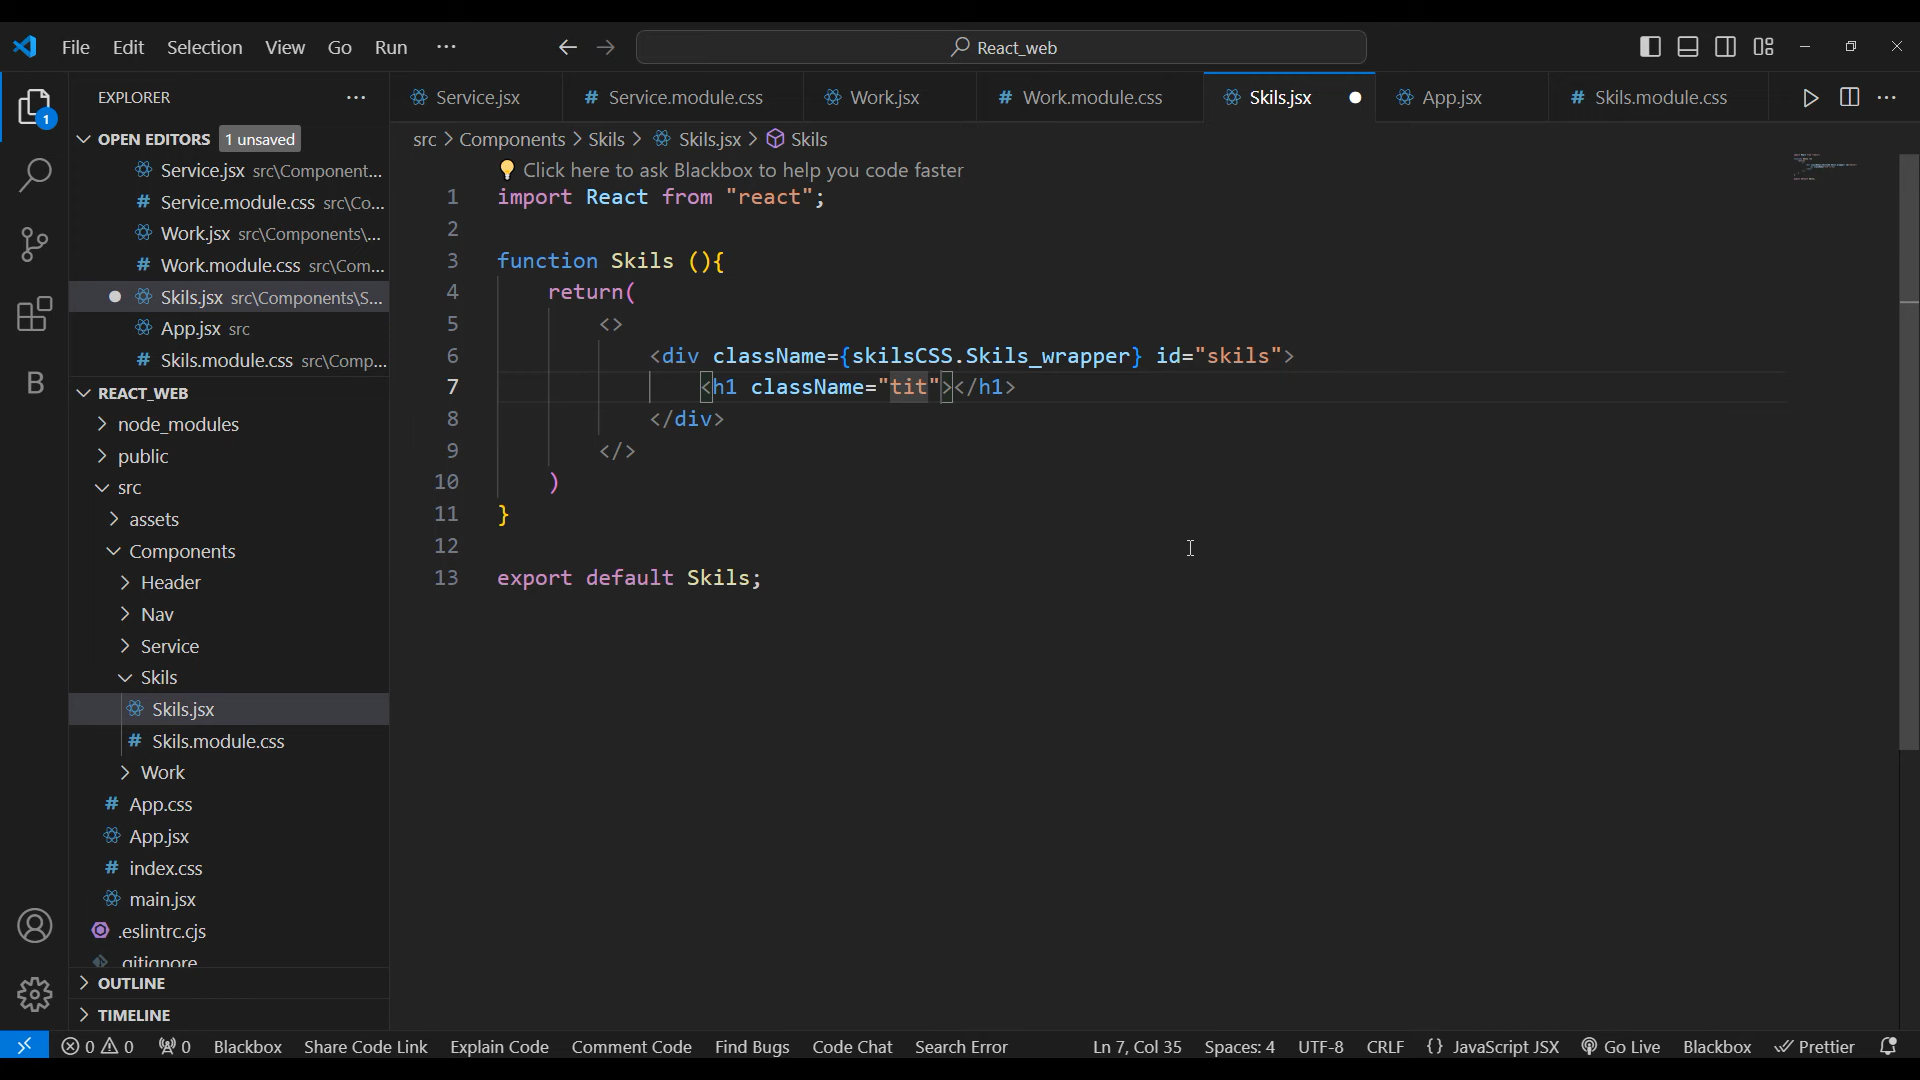 File Edit Selection View Go Run ···
React_web
EXPLORER
OPEN EDITORS 1 unsaved
Service.jsx src\Component...
# Service.module.css src\Co...
Work.jsx src\Components\...
# Work.module.css src\Com...
Skils.jsx src\Components\S...
App.jsx src
# Skils.module.css src\Comp...
REACT_WEB
node_modules
public
src
assets
Components
Header
Nav
Service
Skils
Skils.jsx
# Skils.module.css
Work
# App.css
App.jsx
# index.css
main.jsx
.eslintrc.cjs
.gitignore
OUTLINE
TIMELINE
1
B
Service.jsx # Service.module.css Work.jsx # Work.module.css Skils.jsx App.jsx # Skils.module.css
src > Components > Skils > Skils.jsx > Skils
Click here to ask Blackbox to help you code faster
1 import React from "react";
2
3 function Skils (){
4 return(
5 <>
6 <div className={skilsCSS.Skils_wrapper} id="skils">
7 <h1 className="tit"></h1>
8 </div>
9 </>
10 )
11 }
12
13 export default Skils;
0 0 0 Blackbox Share Code Link Explain Code Comment Code Find Bugs Code Chat Search Error Ln 7, Col 35 Spaces: 4 UTF-8 CRLF {} JavaScript JSX Go Live Blackbox Prettier